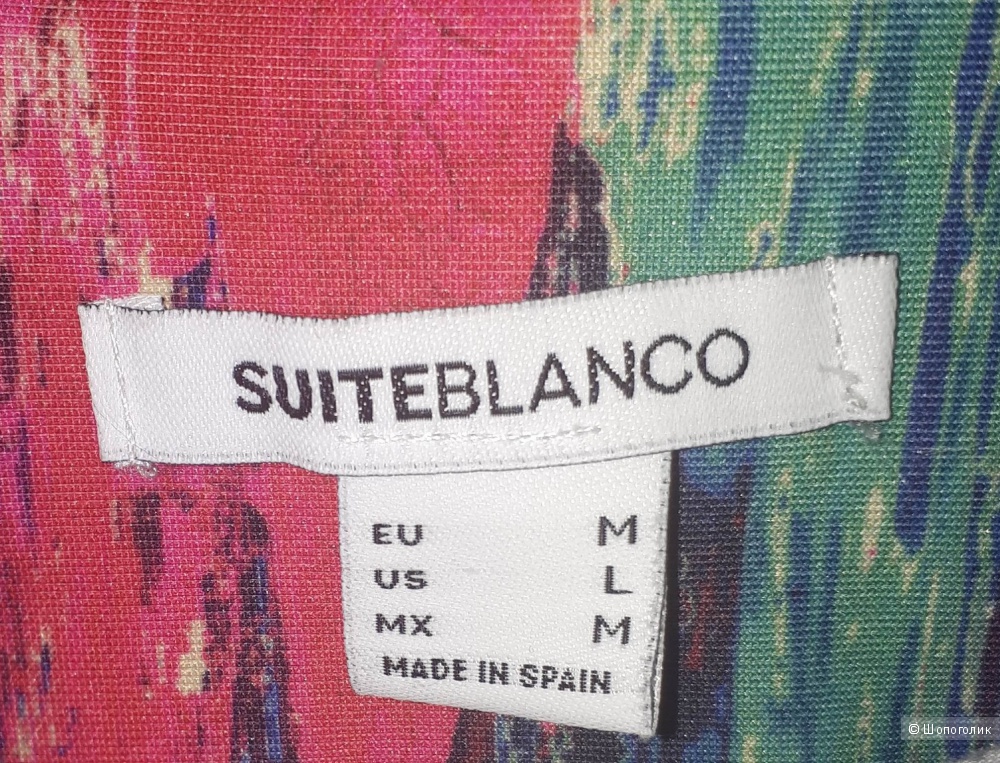 SUITEBLANCO
EU M
US L
MX M
MADE IN SPAIN
© Шопоголик